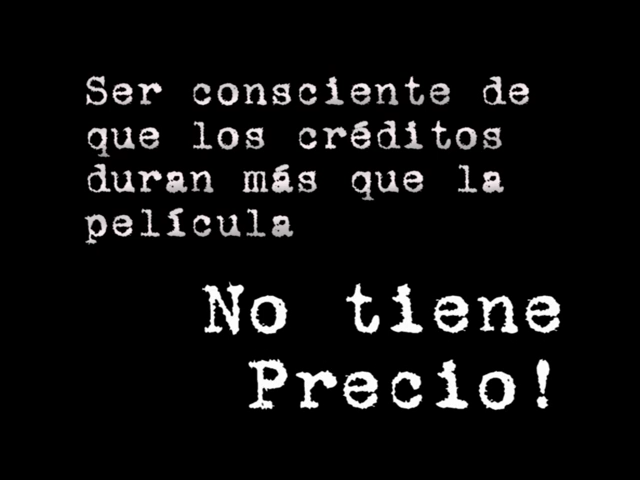 Ser consciente de
que los créditos
duran más que la
película
No tiene
Precio!